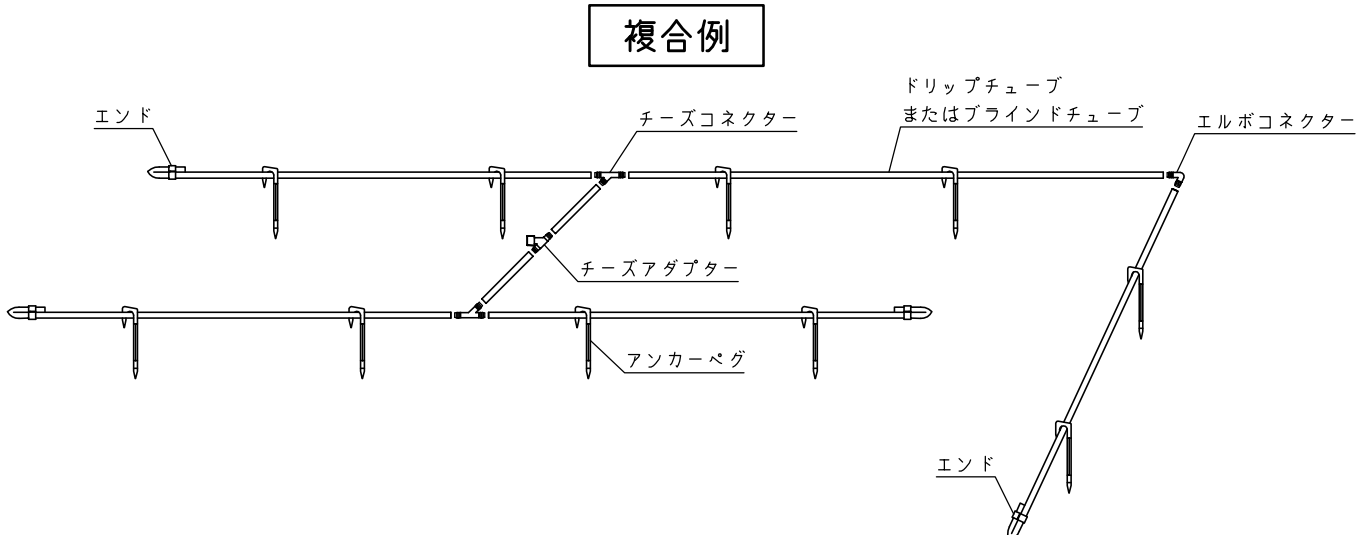 複合例
ドリップチューブ
またはブラインドチューブ
エンド
チーズコネクター
エルボコネクター
チーズアダプター
アンカーペグ
エンド